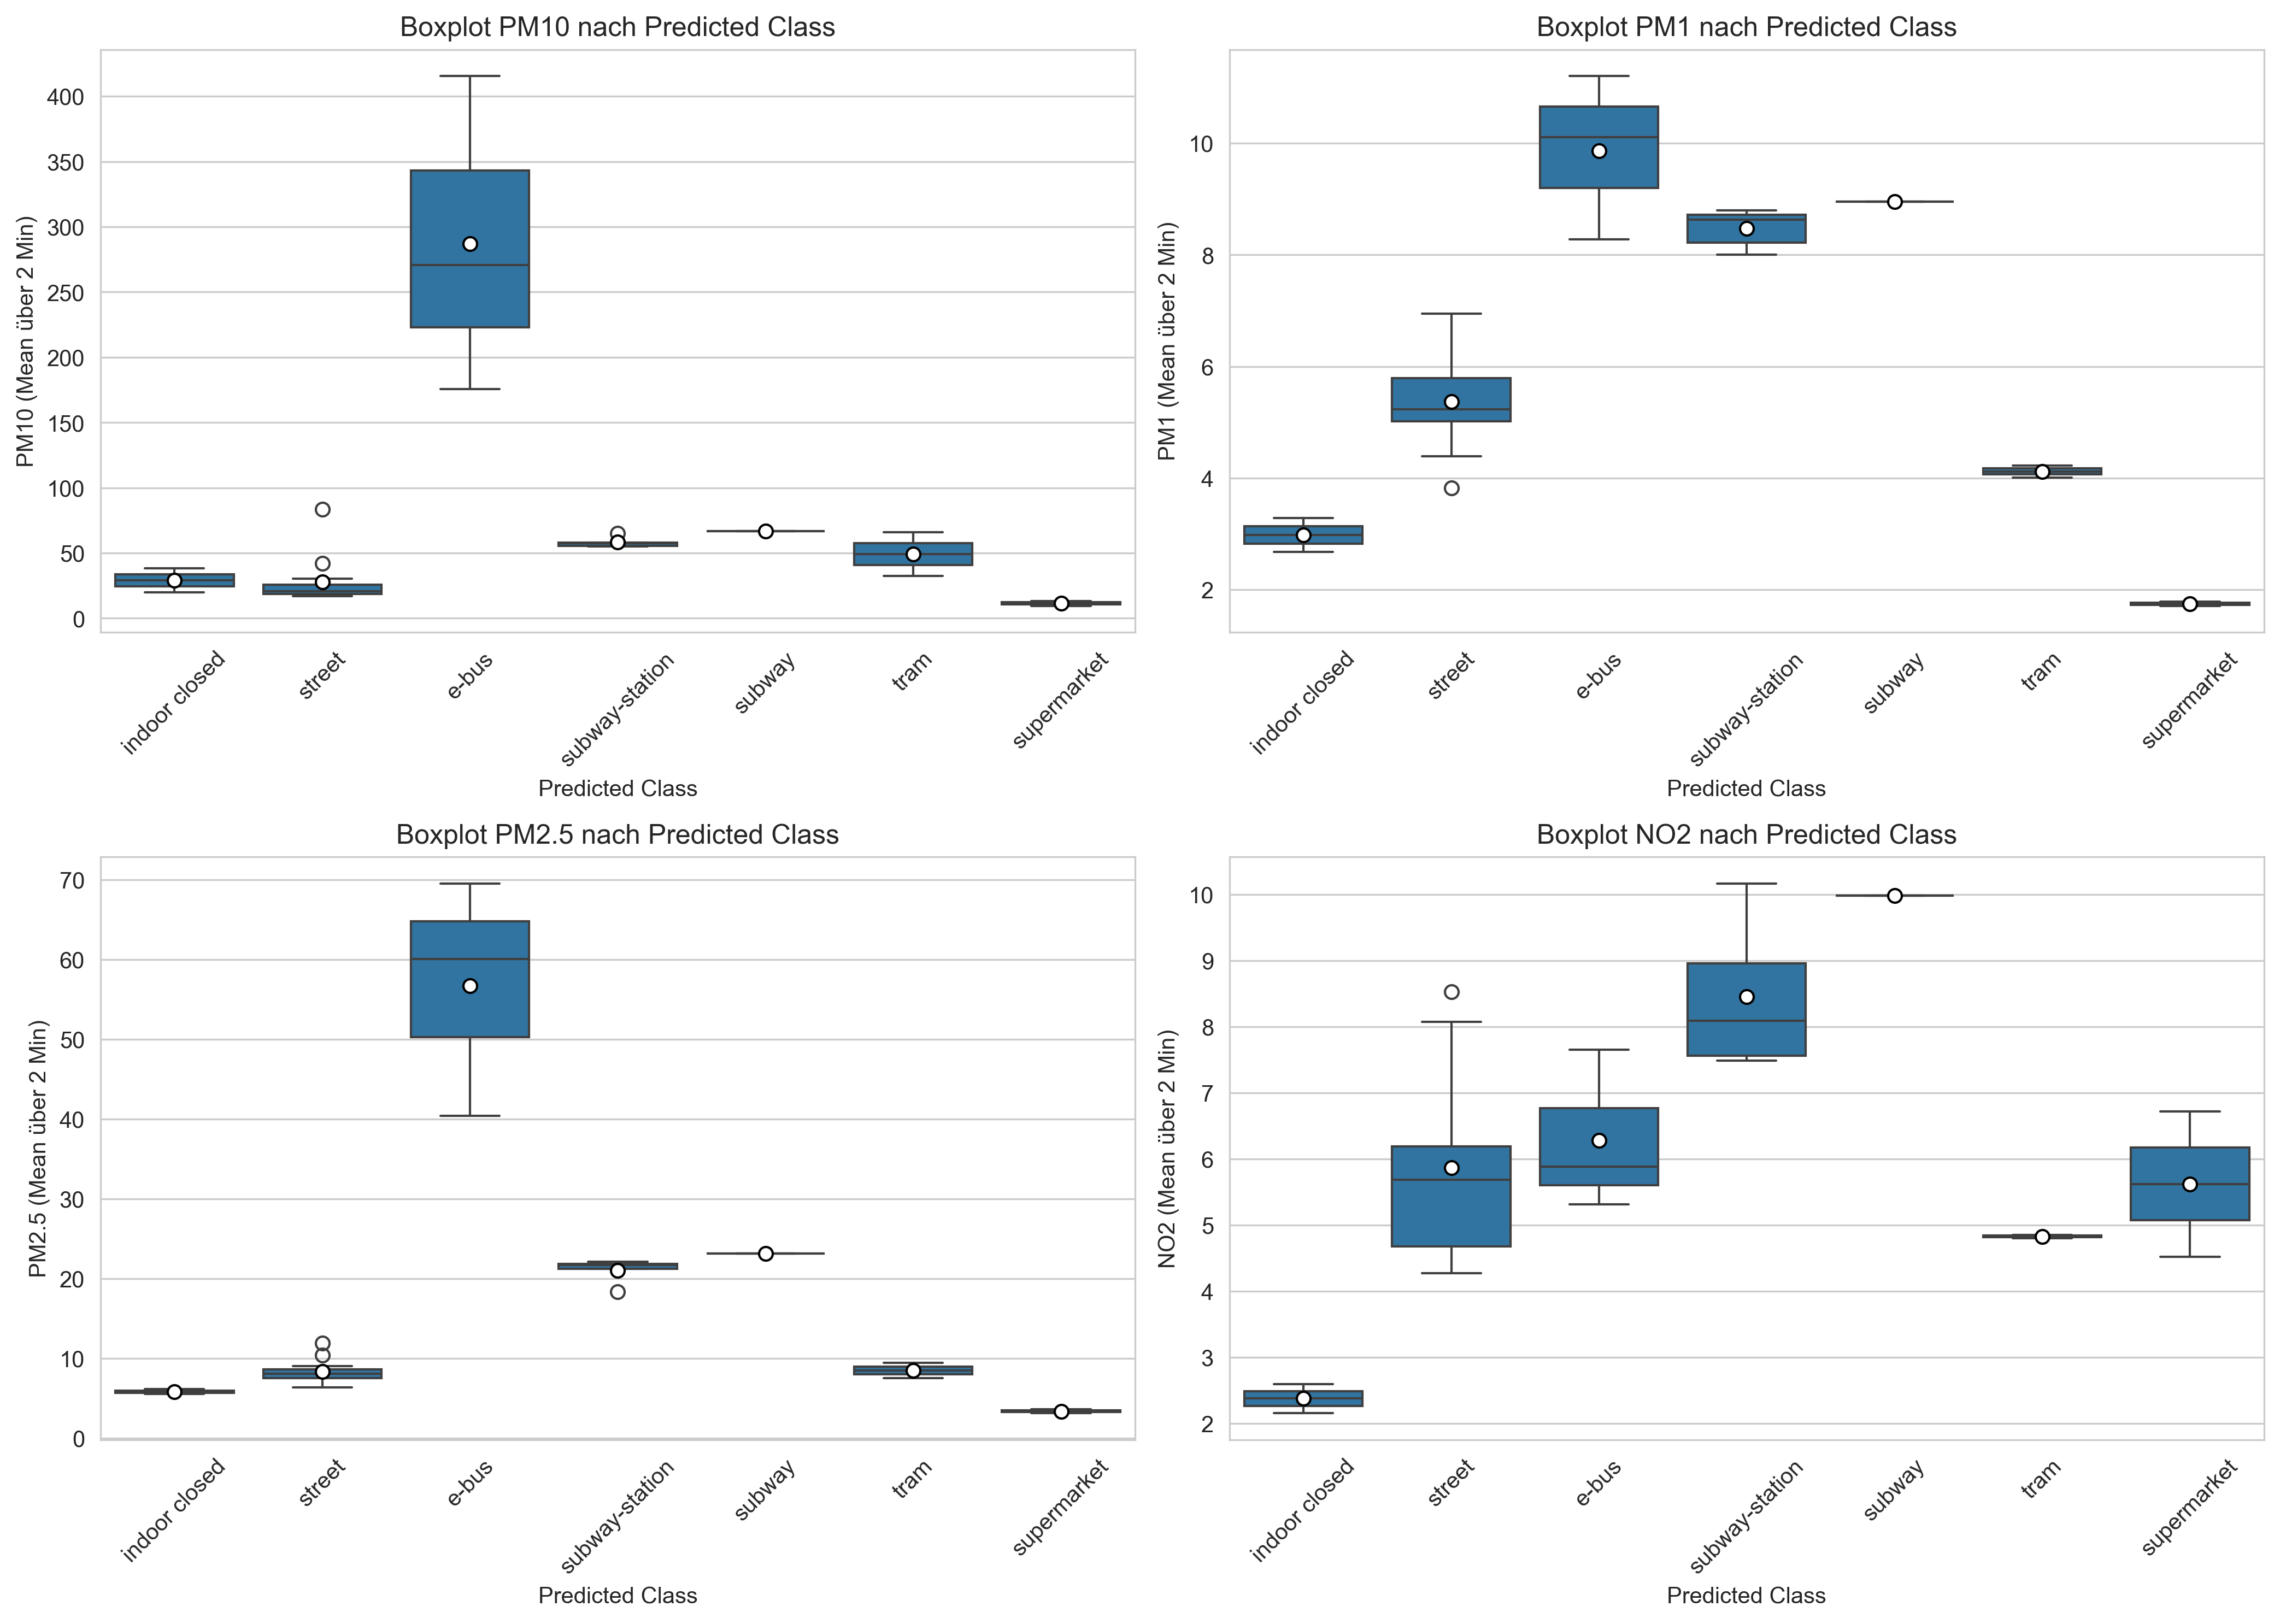 Boxplot PM10 nach Predicted Class
PM10 (Mean über 2 Min)
400
350
300
250
200
150
100
50
0
indoor closed
street
e-bus
subway-station
subway
tram
supermarket
Predicted Class
Boxplot PM1 nach Predicted Class
PM1 (Mean über 2 Min)
10
8
6
4
2
indoor closed
street
e-bus
subway-station
subway
tram
supermarket
Predicted Class
Boxplot PM2.5 nach Predicted Class
PM2.5 (Mean über 2 Min)
70
60
50
40
30
20
10
0
indoor closed
street
e-bus
subway-station
subway
tram
supermarket
Predicted Class
Boxplot NO2 nach Predicted Class
NO2 (Mean über 2 Min)
10
9
8
7
6
5
4
3
2
indoor closed
street
e-bus
subway-station
subway
tram
supermarket
Predicted Class